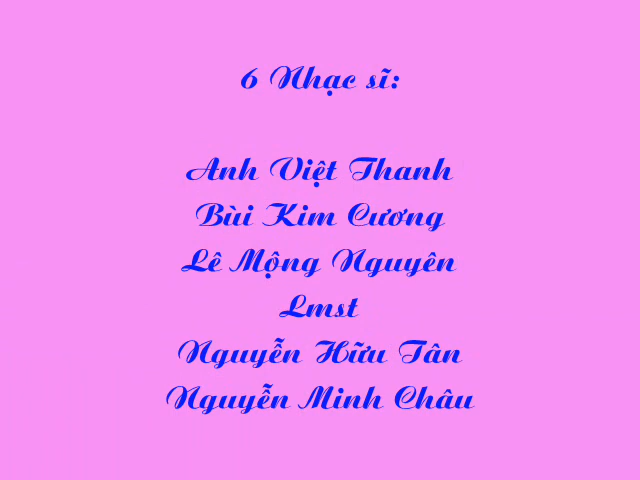 6 Nhạc sĩ:
Anh Việt Thanh
Bùi Kim Cương
Lê Mộng Nguyên
Lmst
Nguyễn Hữu Tân
Nguyễn Minh Châu